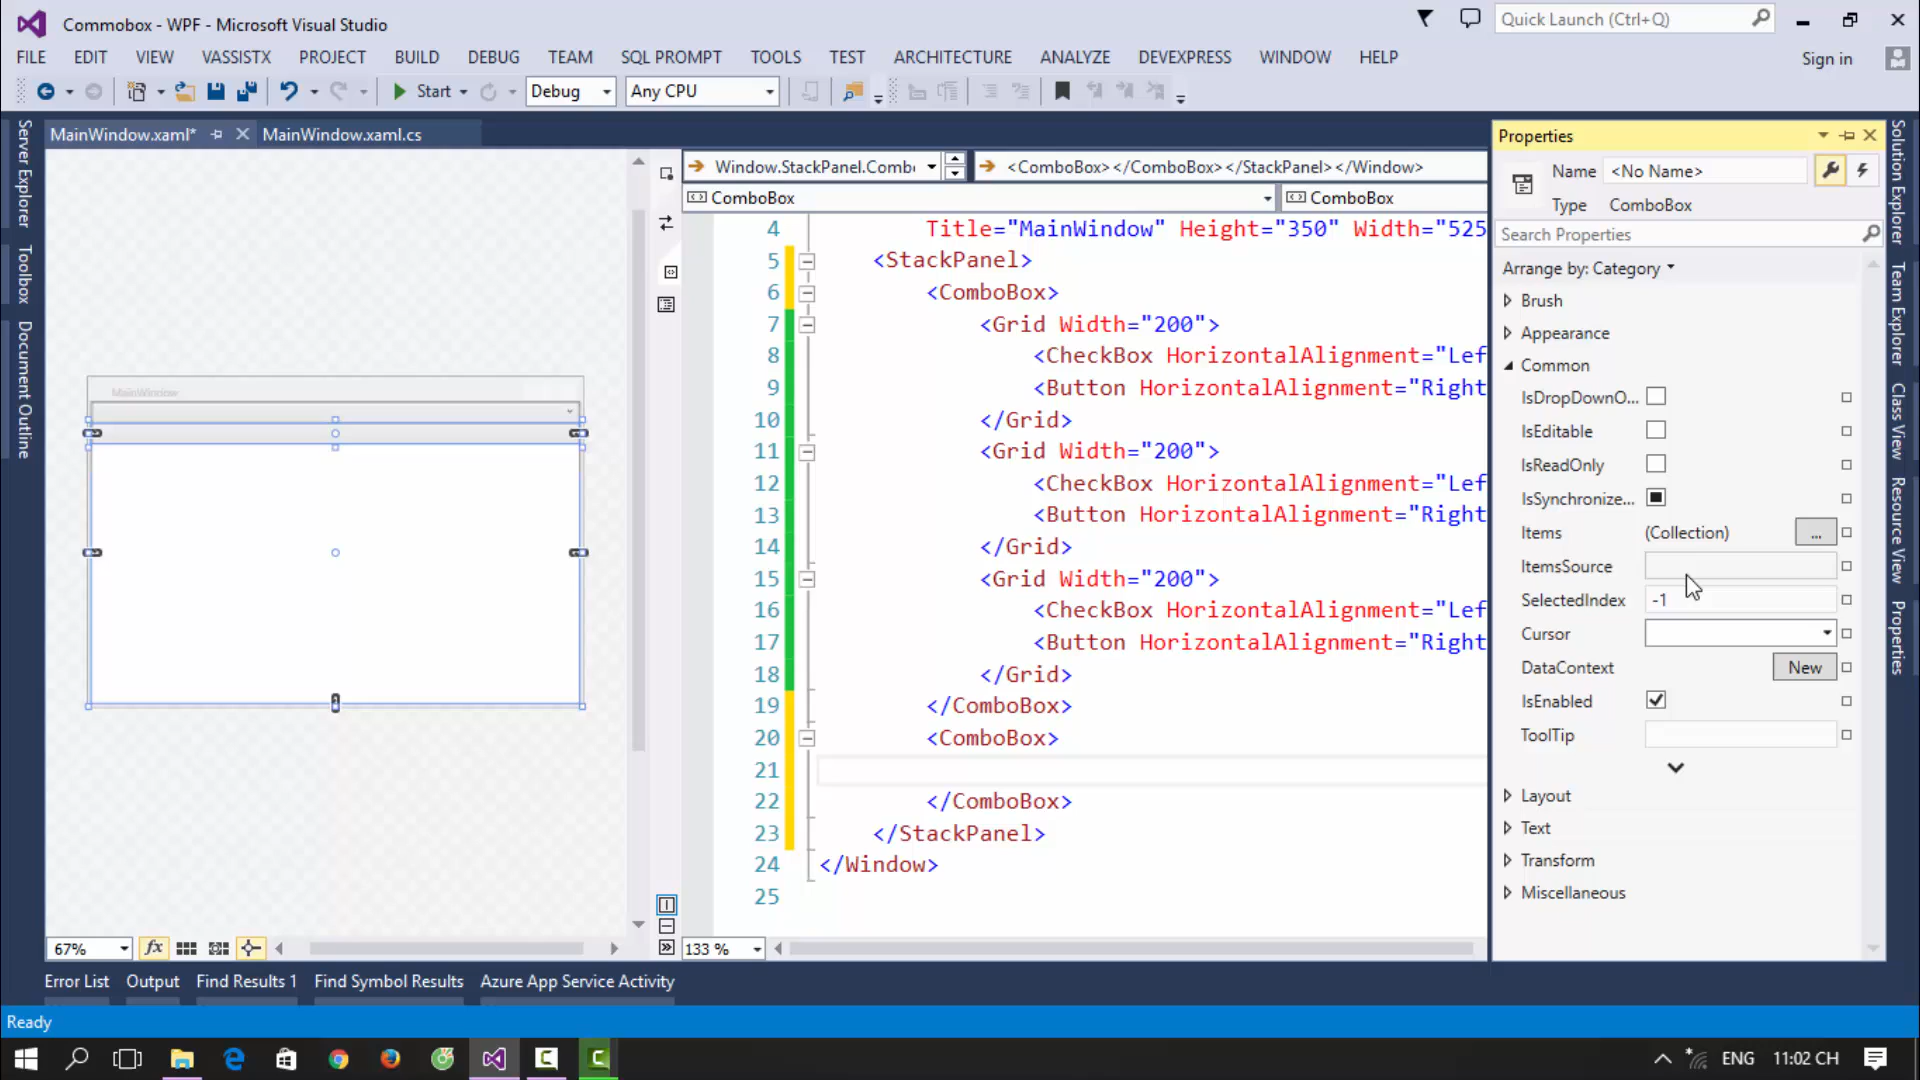 Commobox - WPF - Microsoft Visual Studio
Quick Launch (Ctrl+Q)
FILE EDIT VIEW VASSISTX PROJECT BUILD DEBUG TEAM SQL PROMPT TOOLS TEST ARCHITECTURE ANALYZE DEVEXPRESS WINDOW HELP
Sign in
Start Debug Any CPU
MainWindow.xaml* MainWindow.xaml.cs
Server Explorer
Toolbox
Document Outline
MainWindow
Window.StackPanel.Comb
<ComboBox></ComboBox></StackPanel></Window>
ComboBox
ComboBox
4 Title="MainWindow" Height="350" Width="525
5 <StackPanel>
6 <ComboBox>
7 <Grid Width="200">
8 <CheckBox HorizontalAlignment="Lef
9 <Button HorizontalAlignment="Right
10 </Grid>
11 <Grid Width="200">
12 <CheckBox HorizontalAlignment="Lef
13 <Button HorizontalAlignment="Right
14 </Grid>
15 <Grid Width="200">
16 <CheckBox HorizontalAlignment="Lef
17 <Button HorizontalAlignment="Right
18 </Grid>
19 </ComboBox>
20 <ComboBox>
21
22 </ComboBox>
23 </StackPanel>
24 </Window>
25
67%
fx
133 %
Properties
Name <No Name>
Type ComboBox
Search Properties
Arrange by: Category
Brush
Appearance
Common
IsDropDownO...
IsEditable
IsReadOnly
IsSynchronize...
Items (Collection) ...
ItemsSource
SelectedIndex -1
Cursor
DataContext New
IsEnabled
ToolTip
Layout
Text
Transform
Miscellaneous
Solution Explorer
Team Explorer
Class View
Resource View
Properties
Error List Output Find Results 1 Find Symbol Results Azure App Service Activity
Ready
ENG 11:02 CH